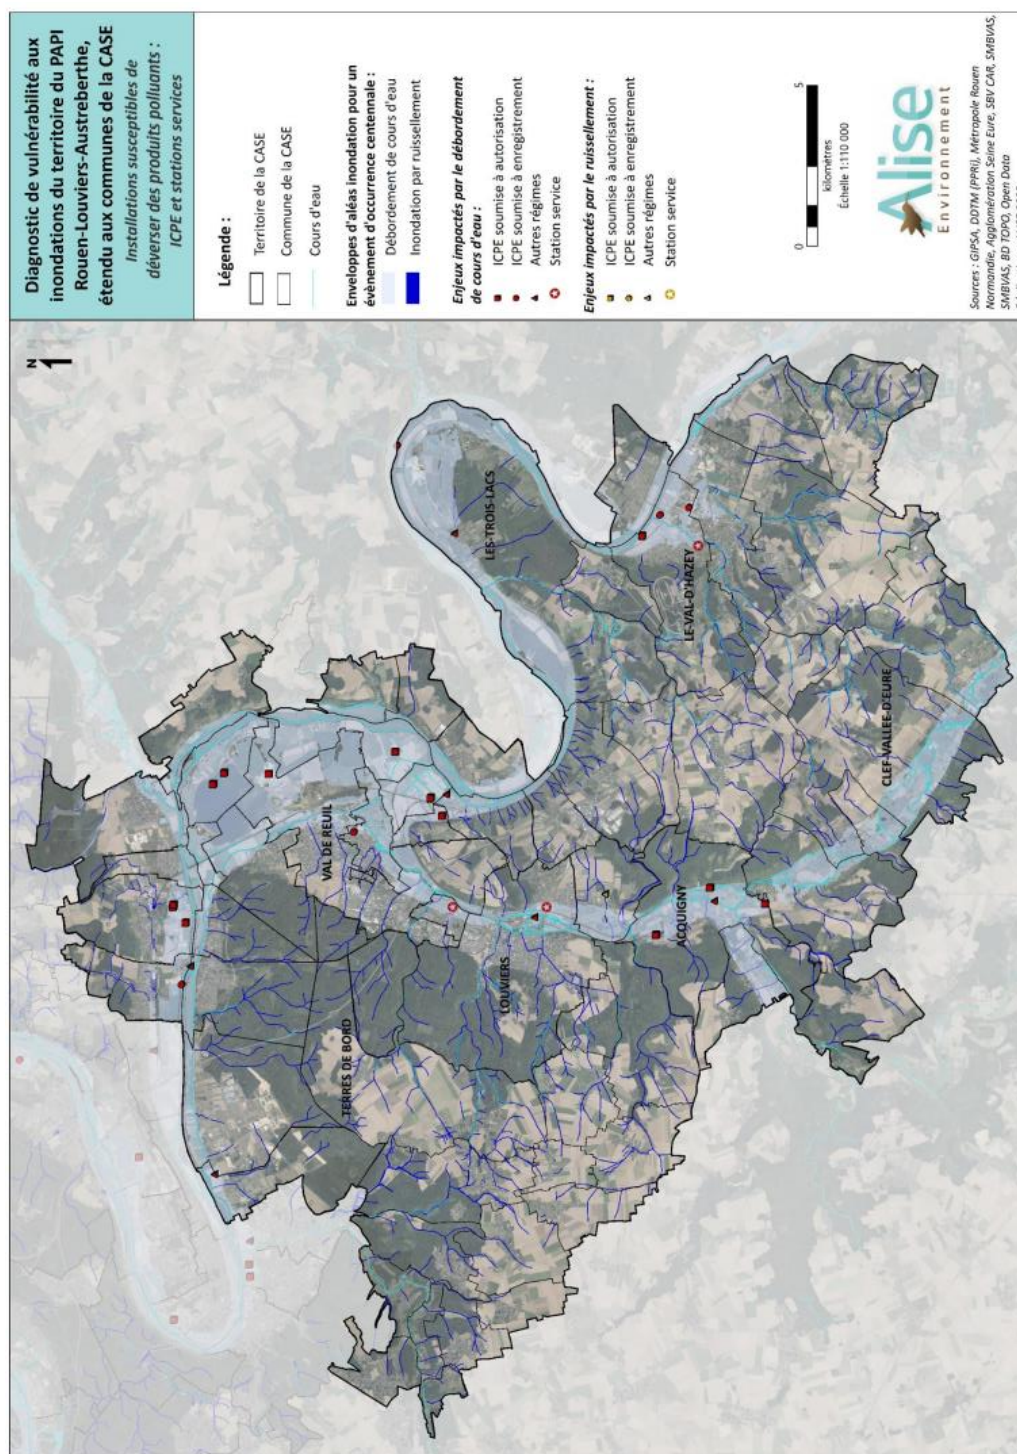 Diagnostic de vulnérabilité aux
inondations du territoire du PAPI
Rouen-Louviers-Austreberthe,
étendu aux communes de la CASE
Installations susceptibles de
déverser des produits polluants :
ICPE et stations services
Légende :
Territoire de la CASE
Commune de la CASE
Cours d'eau
Enveloppes d'aléas inondation pour un
évènement d'occurrence centennale :
Débordement de cours d'eau
Inondation par ruissellement
Enjeux impactés par le débordement
de cours d'eau :
ICPE soumise à autorisation
ICPE soumise à enregistrement
Autres régimes
Station service
Enjeux impactés par le ruissellement :
ICPE soumise à autorisation
ICPE soumise à enregistrement
Autres régimes
Station service
0 5
kilomètres
Échelle 1:110 000
Alise
Environnement
Sources : GIPSA, DDTM (PPRi), Métropole Rouen
Normandie, Agglomération Seine Eure, SBV CAR, SMBVAS,
SMBVAS, BD TOPO, Open Data
N
LES-TROIS-LACS
LE-VAL-D'HAZEY
VAL DE REUIL
CLEF-VALLEE-D'EURE
ACQUIGNY
LOUVIERS
TERRES DE BORD